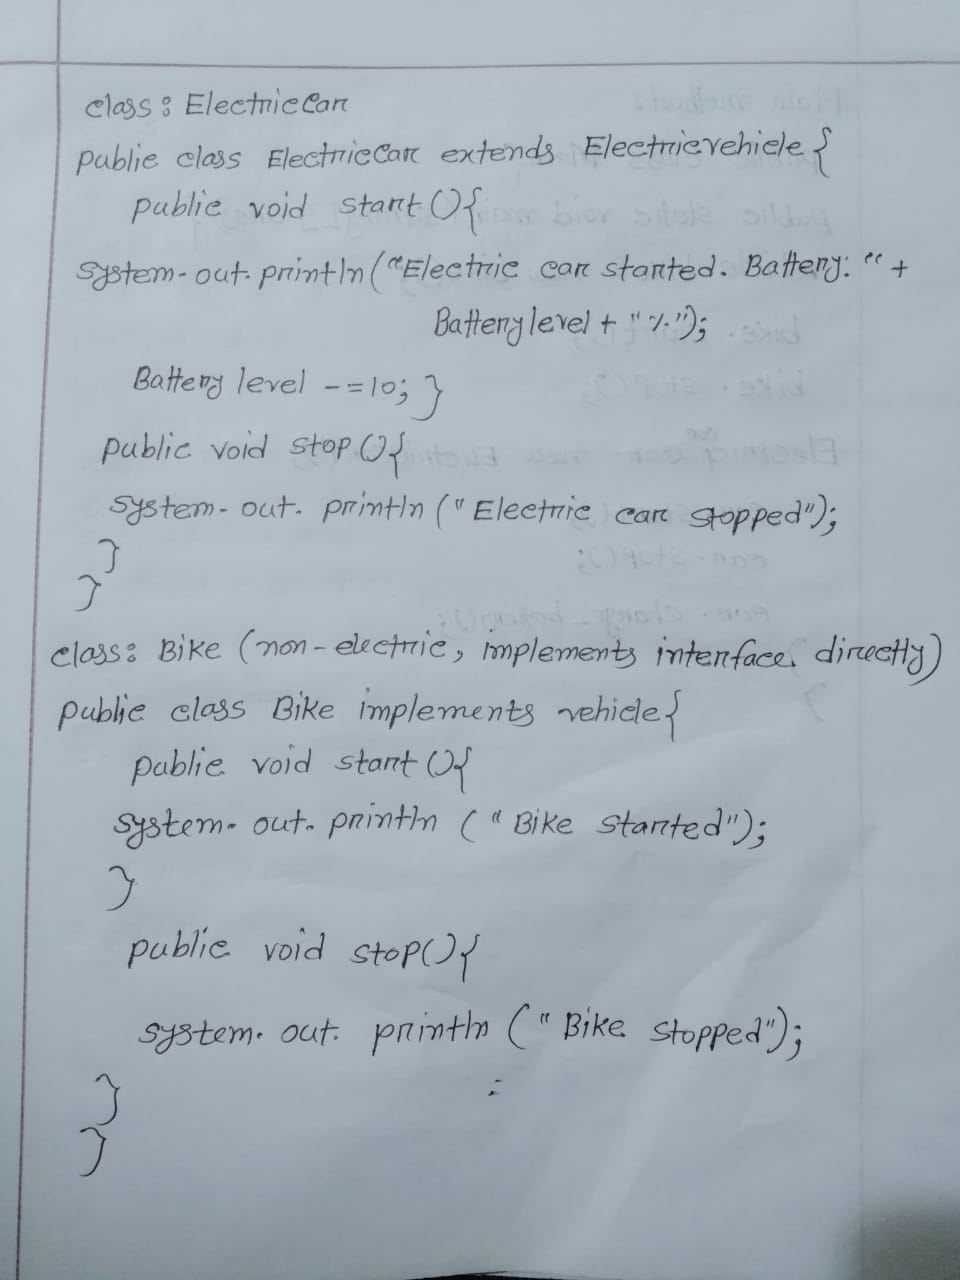 class: ElectricCar
public class ElectricCar extends Electricvehicle {
public void start () {
system.out.println ("Electric car started. Battery: " +
Battery level + "%");
Battery level -=10; }
public void stop () {
system.out.println ("Electric car stopped");
}
}
class: Bike (non-electric, implements interface directly)
public class Bike implements vehicle {
public void start () {
system.out.println ("Bike started");
}
public void stop() {
system.out.println ("Bike stopped");
}
}